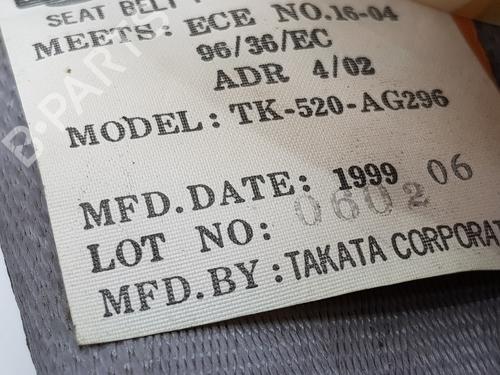 SEAT BELT
MEETS: ECE NO.16-04
96/36/EC
ADR 4/02
MODEL: TK-520-AG296
MFD.DATE: 1999 06
LOT NO: 0602
MFD.BY: TAKATA CORPORAT
B-PARTS